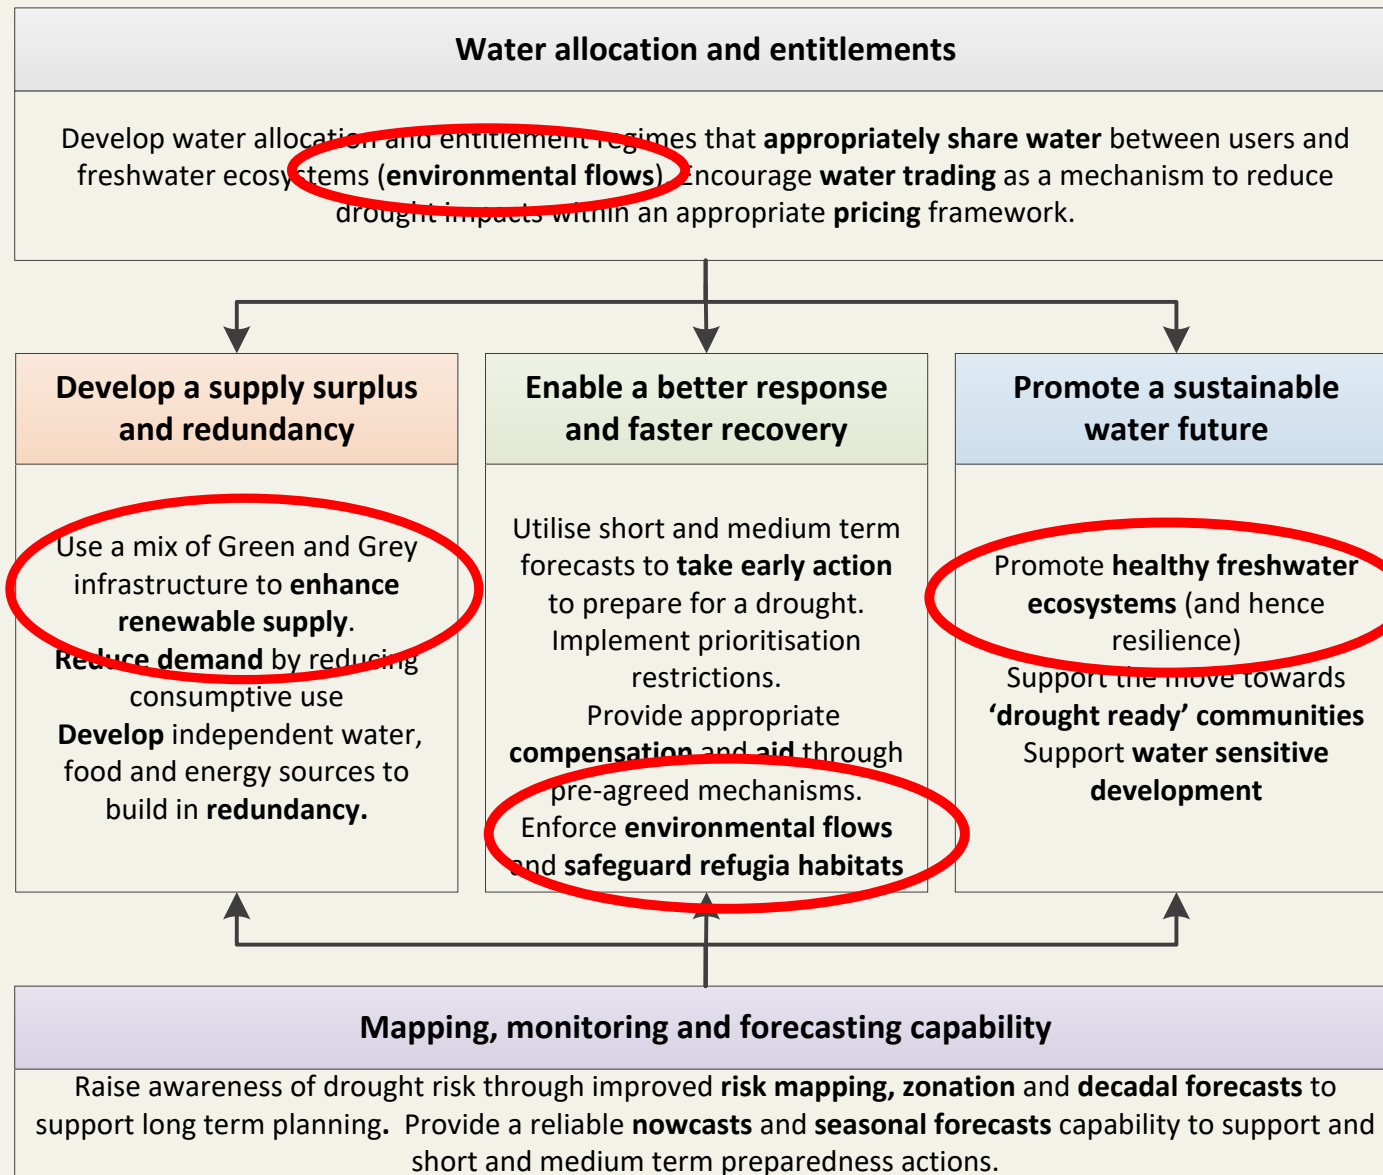 Water allocation and entitlements
Develop water allocation and entitlement regimes that appropriately share water between users and
freshwater ecosystems (environmental flows). Encourage water trading as a mechanism to reduce
drought impacts within an appropriate pricing framework.
Develop a supply surplus
and redundancy
Use a mix of Green and Grey
infrastructure to enhance
renewable supply.
Reduce demand by reducing
consumptive use
Develop independent water,
food and energy sources to
build in redundancy.
Enable a better response
and faster recovery
Utilise short and medium term
forecasts to take early action
to prepare for a drought.
Implement prioritisation
restrictions.
Provide appropriate
compensation and aid through
pre-agreed mechanisms.
Enforce environmental flows
and safeguard refugia habitats
Promote a sustainable
water future
Promote healthy freshwater
ecosystems (and hence
resilience)
Support the move towards
‘drought ready’ communities
Support water sensitive
development
Mapping, monitoring and forecasting capability
Raise awareness of drought risk through improved risk mapping, zonation and decadal forecasts to
support long term planning. Provide a reliable nowcasts and seasonal forecasts capability to support and
short and medium term preparedness actions.